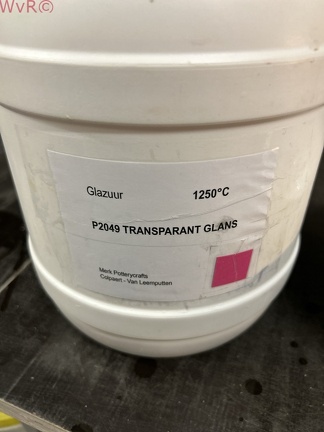 WvR©
Glazuur 1250°C
P2049 TRANSPARANT GLANS
Merk Potterycrafts
Colpaert - Van Leemputten